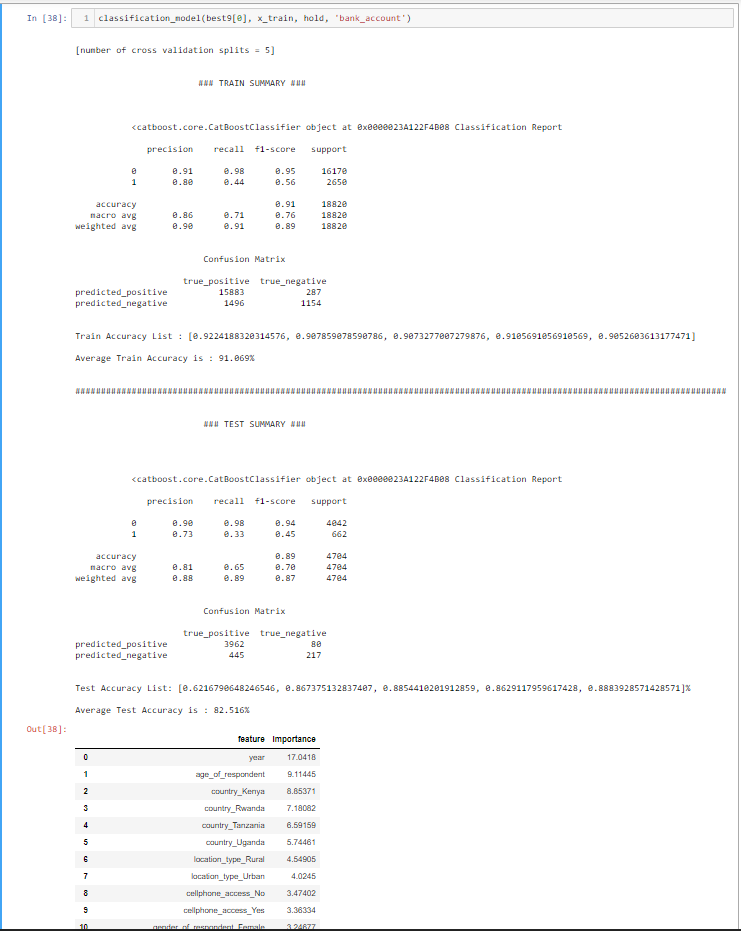 In [38]: 1 classification_model(best9[0], x_train, hold, 'bank_account')
[number of cross validation splits = 5]
### TRAIN SUMMARY ###
<catboost.core.CatBoostClassifier object at 0x0000023A122F4B08 Classification Report
precision recall f1-score support
0 0.91 0.98 0.95 16170
1 0.80 0.44 0.56 2650
accuracy 0.91 18820
macro avg 0.86 0.71 0.76 18820
weighted avg 0.90 0.91 0.89 18820
Confusion Matrix
true_positive true_negative
predicted_positive 15883 287
predicted_negative 1496 1154
Train Accuracy List : [0.9224188320314576, 0.907859078590786, 0.9073277007279876, 0.9105691056910569, 0.9052603613177471]
Average Train Accuracy is : 91.069%
###############################################################################################################################
### TEST SUMMARY ###
<catboost.core.CatBoostClassifier object at 0x0000023A122F4B08 Classification Report
precision recall f1-score support
0 0.90 0.98 0.94 4042
1 0.73 0.33 0.45 662
accuracy 0.89 4704
macro avg 0.81 0.65 0.70 4704
weighted avg 0.88 0.89 0.87 4704
Confusion Matrix
true_positive true_negative
predicted_positive 3962 80
predicted_negative 445 217
Test Accuracy List: [0.6216790648246546, 0.867375132837407, 0.8854410201912859, 0.8629117959617428, 0.8883928571428571]%
Average Test Accuracy is : 82.516%
Out[38]:
feature importance
0 year 17.0418
1 age_of_respondent 9.11445
2 country_Kenya 8.85371
3 country_Rwanda 7.18082
4 country_Tanzania 6.59159
5 country_Uganda 5.74461
6 location_type_Rural 4.54905
7 location_type_Urban 4.0245
8 cellphone_access_No 3.47402
9 cellphone_access_Yes 3.36334
10 gender_of_respondent_Female 3.24677